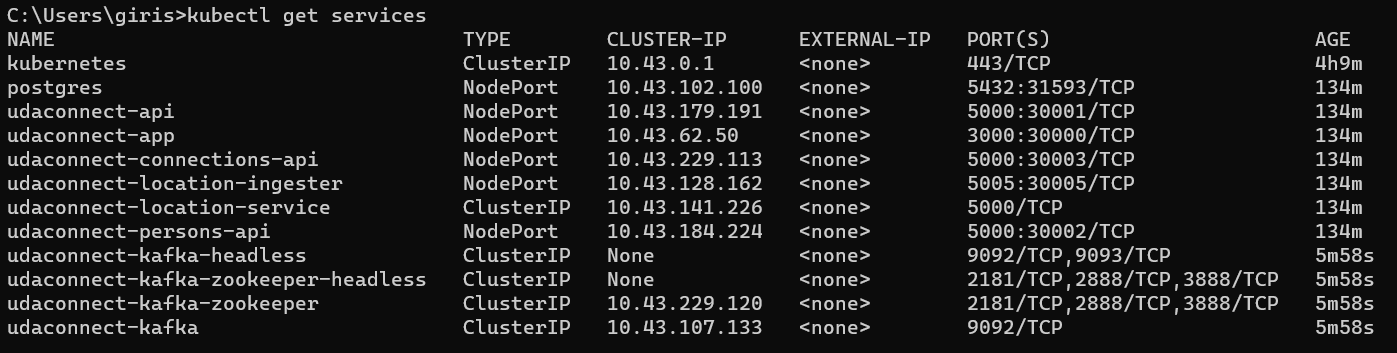 C:\Users\giris>kubectl get services
NAME TYPE CLUSTER-IP EXTERNAL-IP PORT(S) AGE
kubernetes ClusterIP 10.43.0.1 <none> 443/TCP 4h9m
postgres NodePort 10.43.102.100 <none> 5432:31593/TCP 134m
udaconnect-api NodePort 10.43.179.191 <none> 5000:30001/TCP 134m
udaconnect-app NodePort 10.43.62.50 <none> 3000:30000/TCP 134m
udaconnect-connections-api NodePort 10.43.229.113 <none> 5000:30003/TCP 134m
udaconnect-location-ingester NodePort 10.43.128.162 <none> 5005:30005/TCP 134m
udaconnect-location-service ClusterIP 10.43.141.226 <none> 5000/TCP 134m
udaconnect-persons-api NodePort 10.43.184.224 <none> 5000:30002/TCP 134m
udaconnect-kafka-headless ClusterIP None <none> 9092/TCP,9093/TCP 5m58s
udaconnect-kafka-zookeeper-headless ClusterIP None <none> 2181/TCP,2888/TCP,3888/TCP 5m58s
udaconnect-kafka-zookeeper ClusterIP 10.43.229.120 <none> 2181/TCP,2888/TCP,3888/TCP 5m58s
udaconnect-kafka ClusterIP 10.43.107.133 <none> 9092/TCP 5m58s